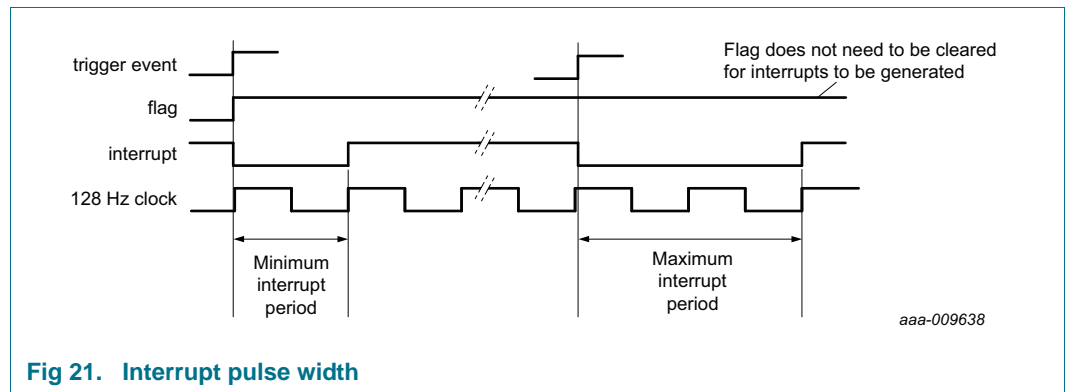 trigger event
Flag does not need to be cleared
for interrupts to be generated
flag
interrupt
128 Hz clock
Minimum
interrupt
period
Maximum
interrupt
period
aaa-009638
Fig 21. Interrupt pulse width